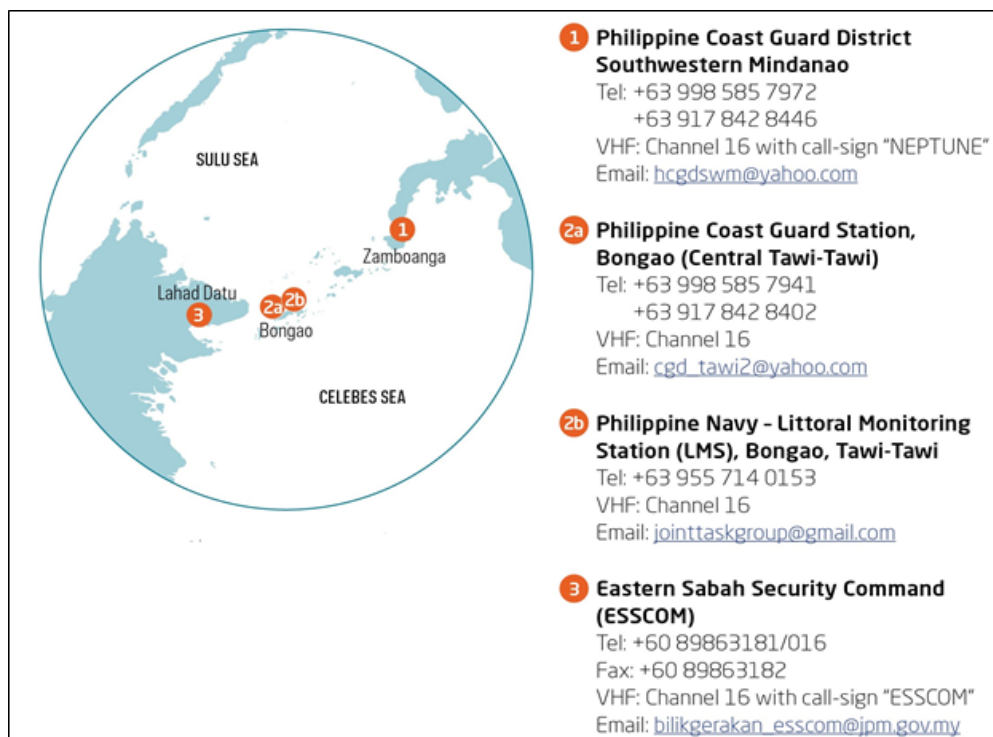 SULU SEA
1
Zamboanga
Lahad Datu
3
2a
2b
Bongao
CELEBES SEA
1 Philippine Coast Guard District
Southwestern Mindanao
Tel: +63 998 585 7972
+63 917 842 8446
VHF: Channel 16 with call-sign “NEPTUNE”
Email: hcgdswm@yahoo.com
2a Philippine Coast Guard Station,
Bongao (Central Tawi-Tawi)
Tel: +63 998 585 7941
+63 917 842 8402
VHF: Channel 16
Email: cgd_tawi2@yahoo.com
2b Philippine Navy – Littoral Monitoring
Station (LMS), Bongao, Tawi-Tawi
Tel: +63 955 714 0153
VHF: Channel 16
Email: jointtaskgroup@gmail.com
3 Eastern Sabah Security Command
(ESSCOM)
Tel: +60 89863181/016
Fax: +60 89863182
VHF: Channel 16 with call-sign “ESSCOM”
Email: bilikgerakan_esscom@jpm.gov.my